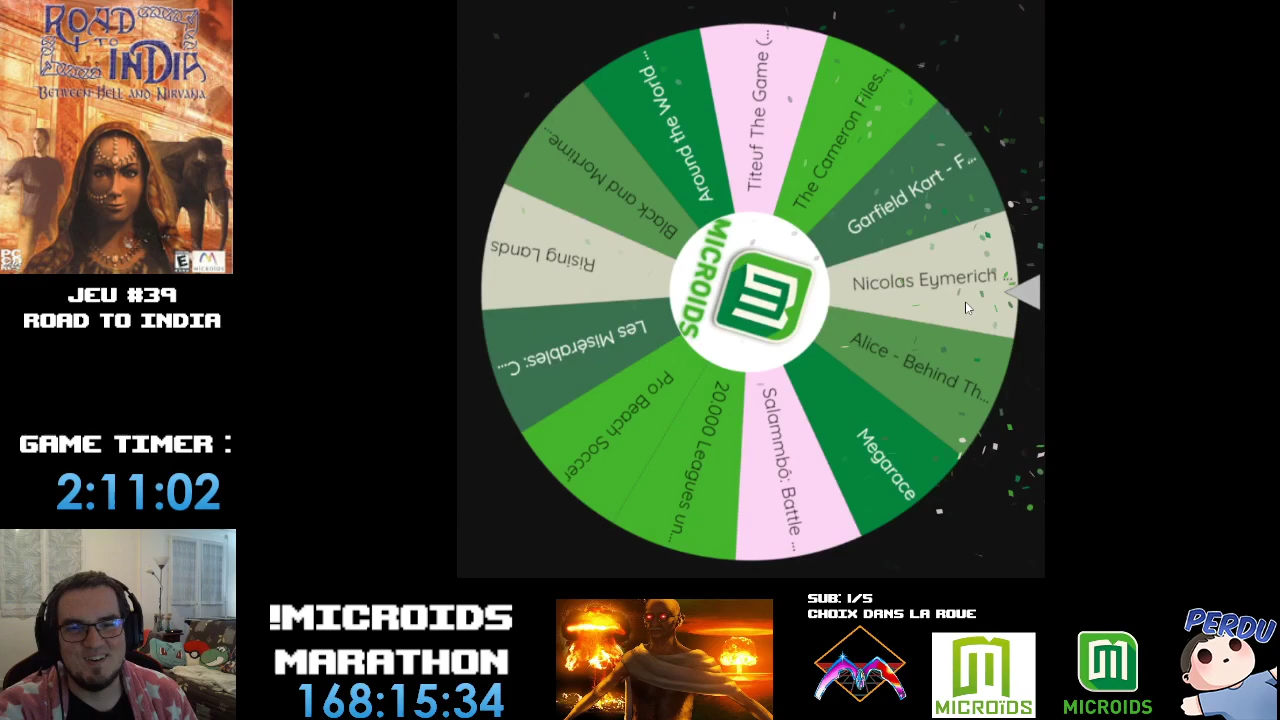 ROAD
TO
INDIA
BETWEEN HELL AND NIRVANA
PC
MICROIDS
JEU #39
ROAD TO INDIA
GAME TIMER :
2:11:02
Around the World ...
Titeuf The Game (...
The Cameron Files...
Garfield Kart - F...
Nicolas Eymerich ...
Alice - Behind Th...
Megarace
Salammbô: Battle ...
20.000 Leagues un...
Pro Beach Soccer
Les Misérables: C...
Rising Lands
Black and Mortime...
MICROIDS
!MICROIDS
MARATHON
168:15:34
SUB: 1/5
CHOIX DANS LA ROUE
MICROïDS
MICROIDS
PERDU